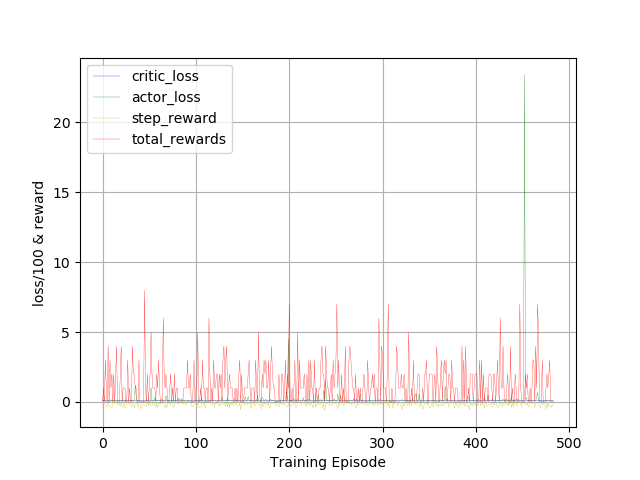 critic_loss
actor_loss
step_reward
total_rewards
20
15
10
5
0
loss/100 & reward
0 100 200 300 400 500
Training Episode